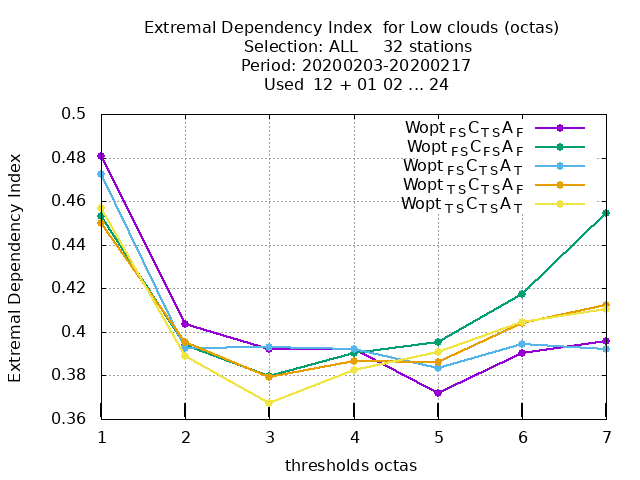 Extremal Dependency Index  for Low clouds (octas)
Selection: ALL     32 stations
Period: 20200203-20200217
Used  12 + 01 02 ... 24
Extremal Dependency Index
0.5
0.48
0.46
0.44
0.42
0.4
0.38
0.36
Wopt FS C TS A F
Wopt FS C FS A F
Wopt FS C TS A T
Wopt TS C TS A F
Wopt TS C TS A T
1 2 3 4 5 6 7
thresholds octas